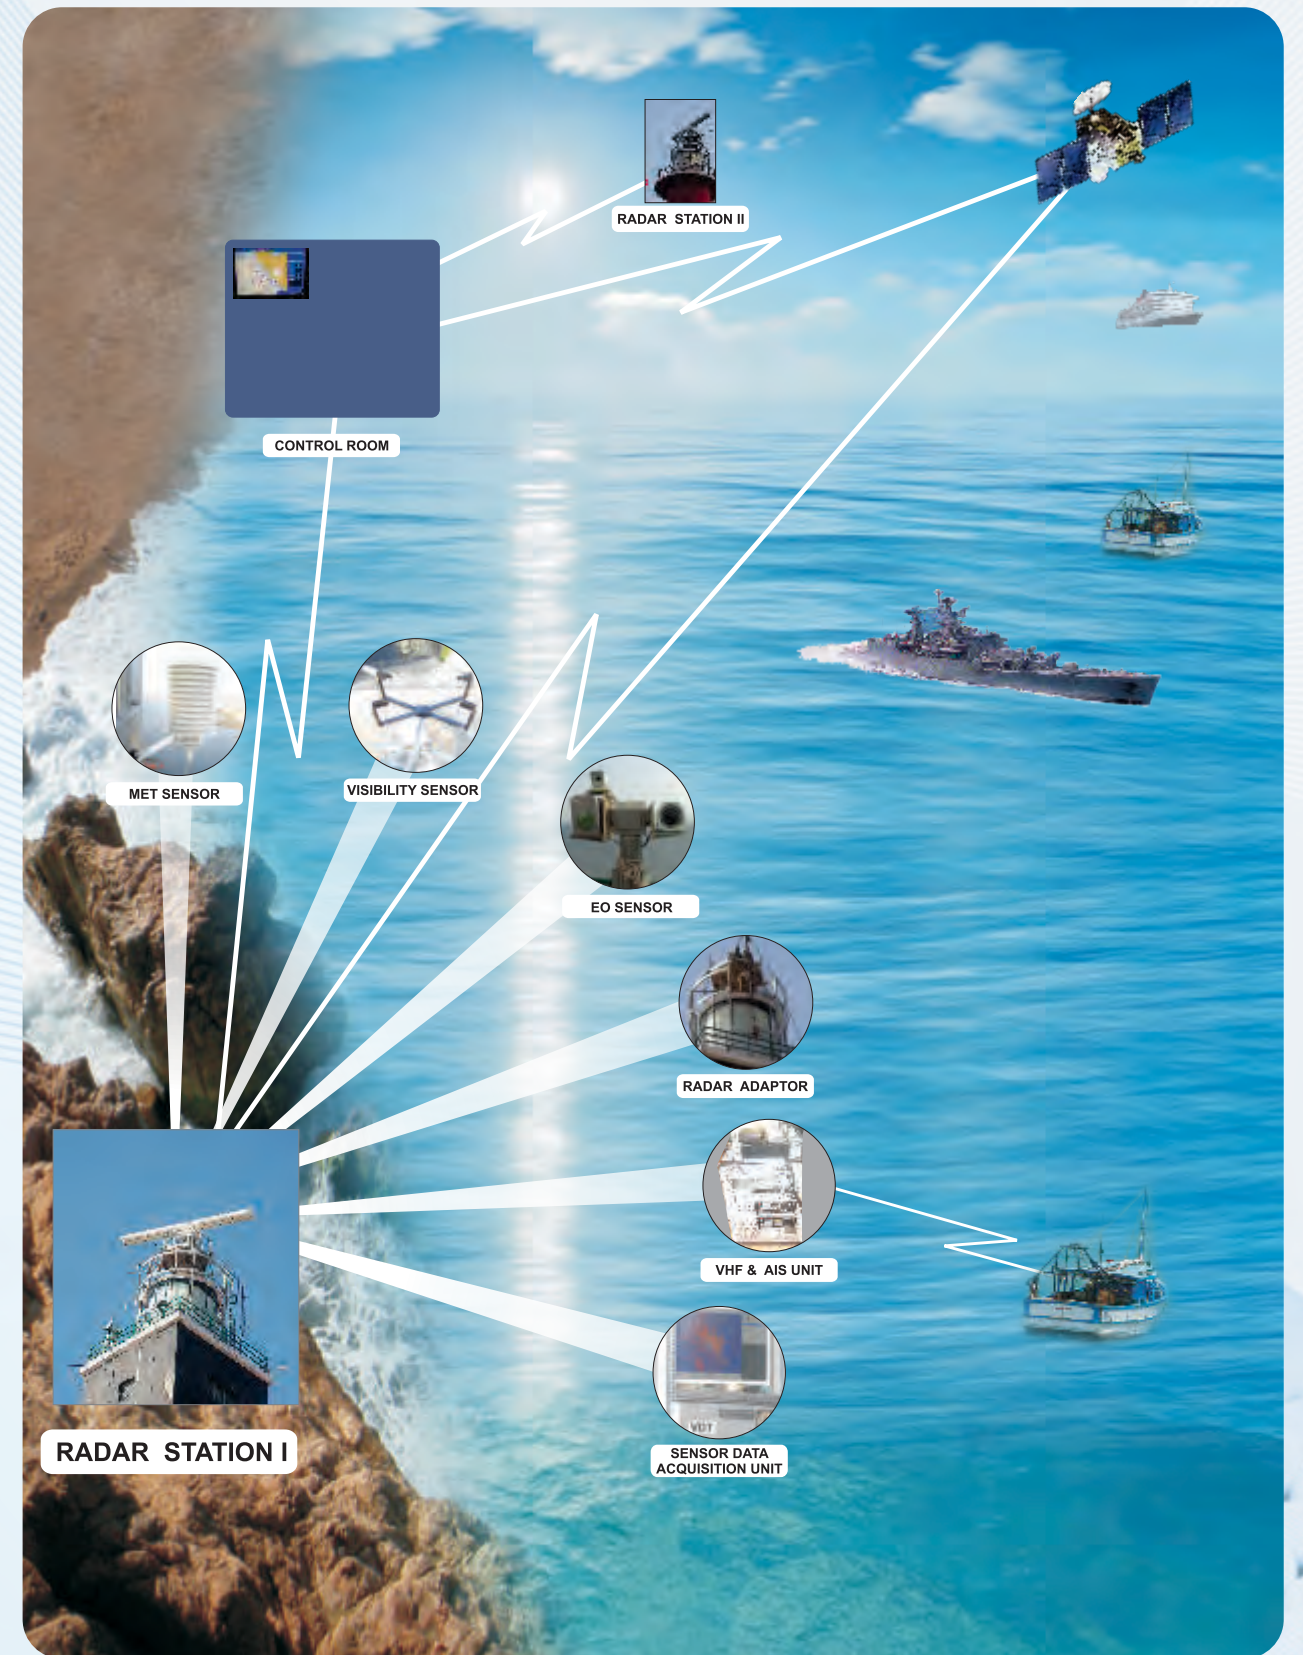 RADAR STATION II
CONTROL ROOM
MET SENSOR
VISIBILITY SENSOR
EO SENSOR
RADAR ADAPTOR
VHF & AIS UNIT
RADAR STATION I
SENSOR DATA
ACQUISITION UNIT